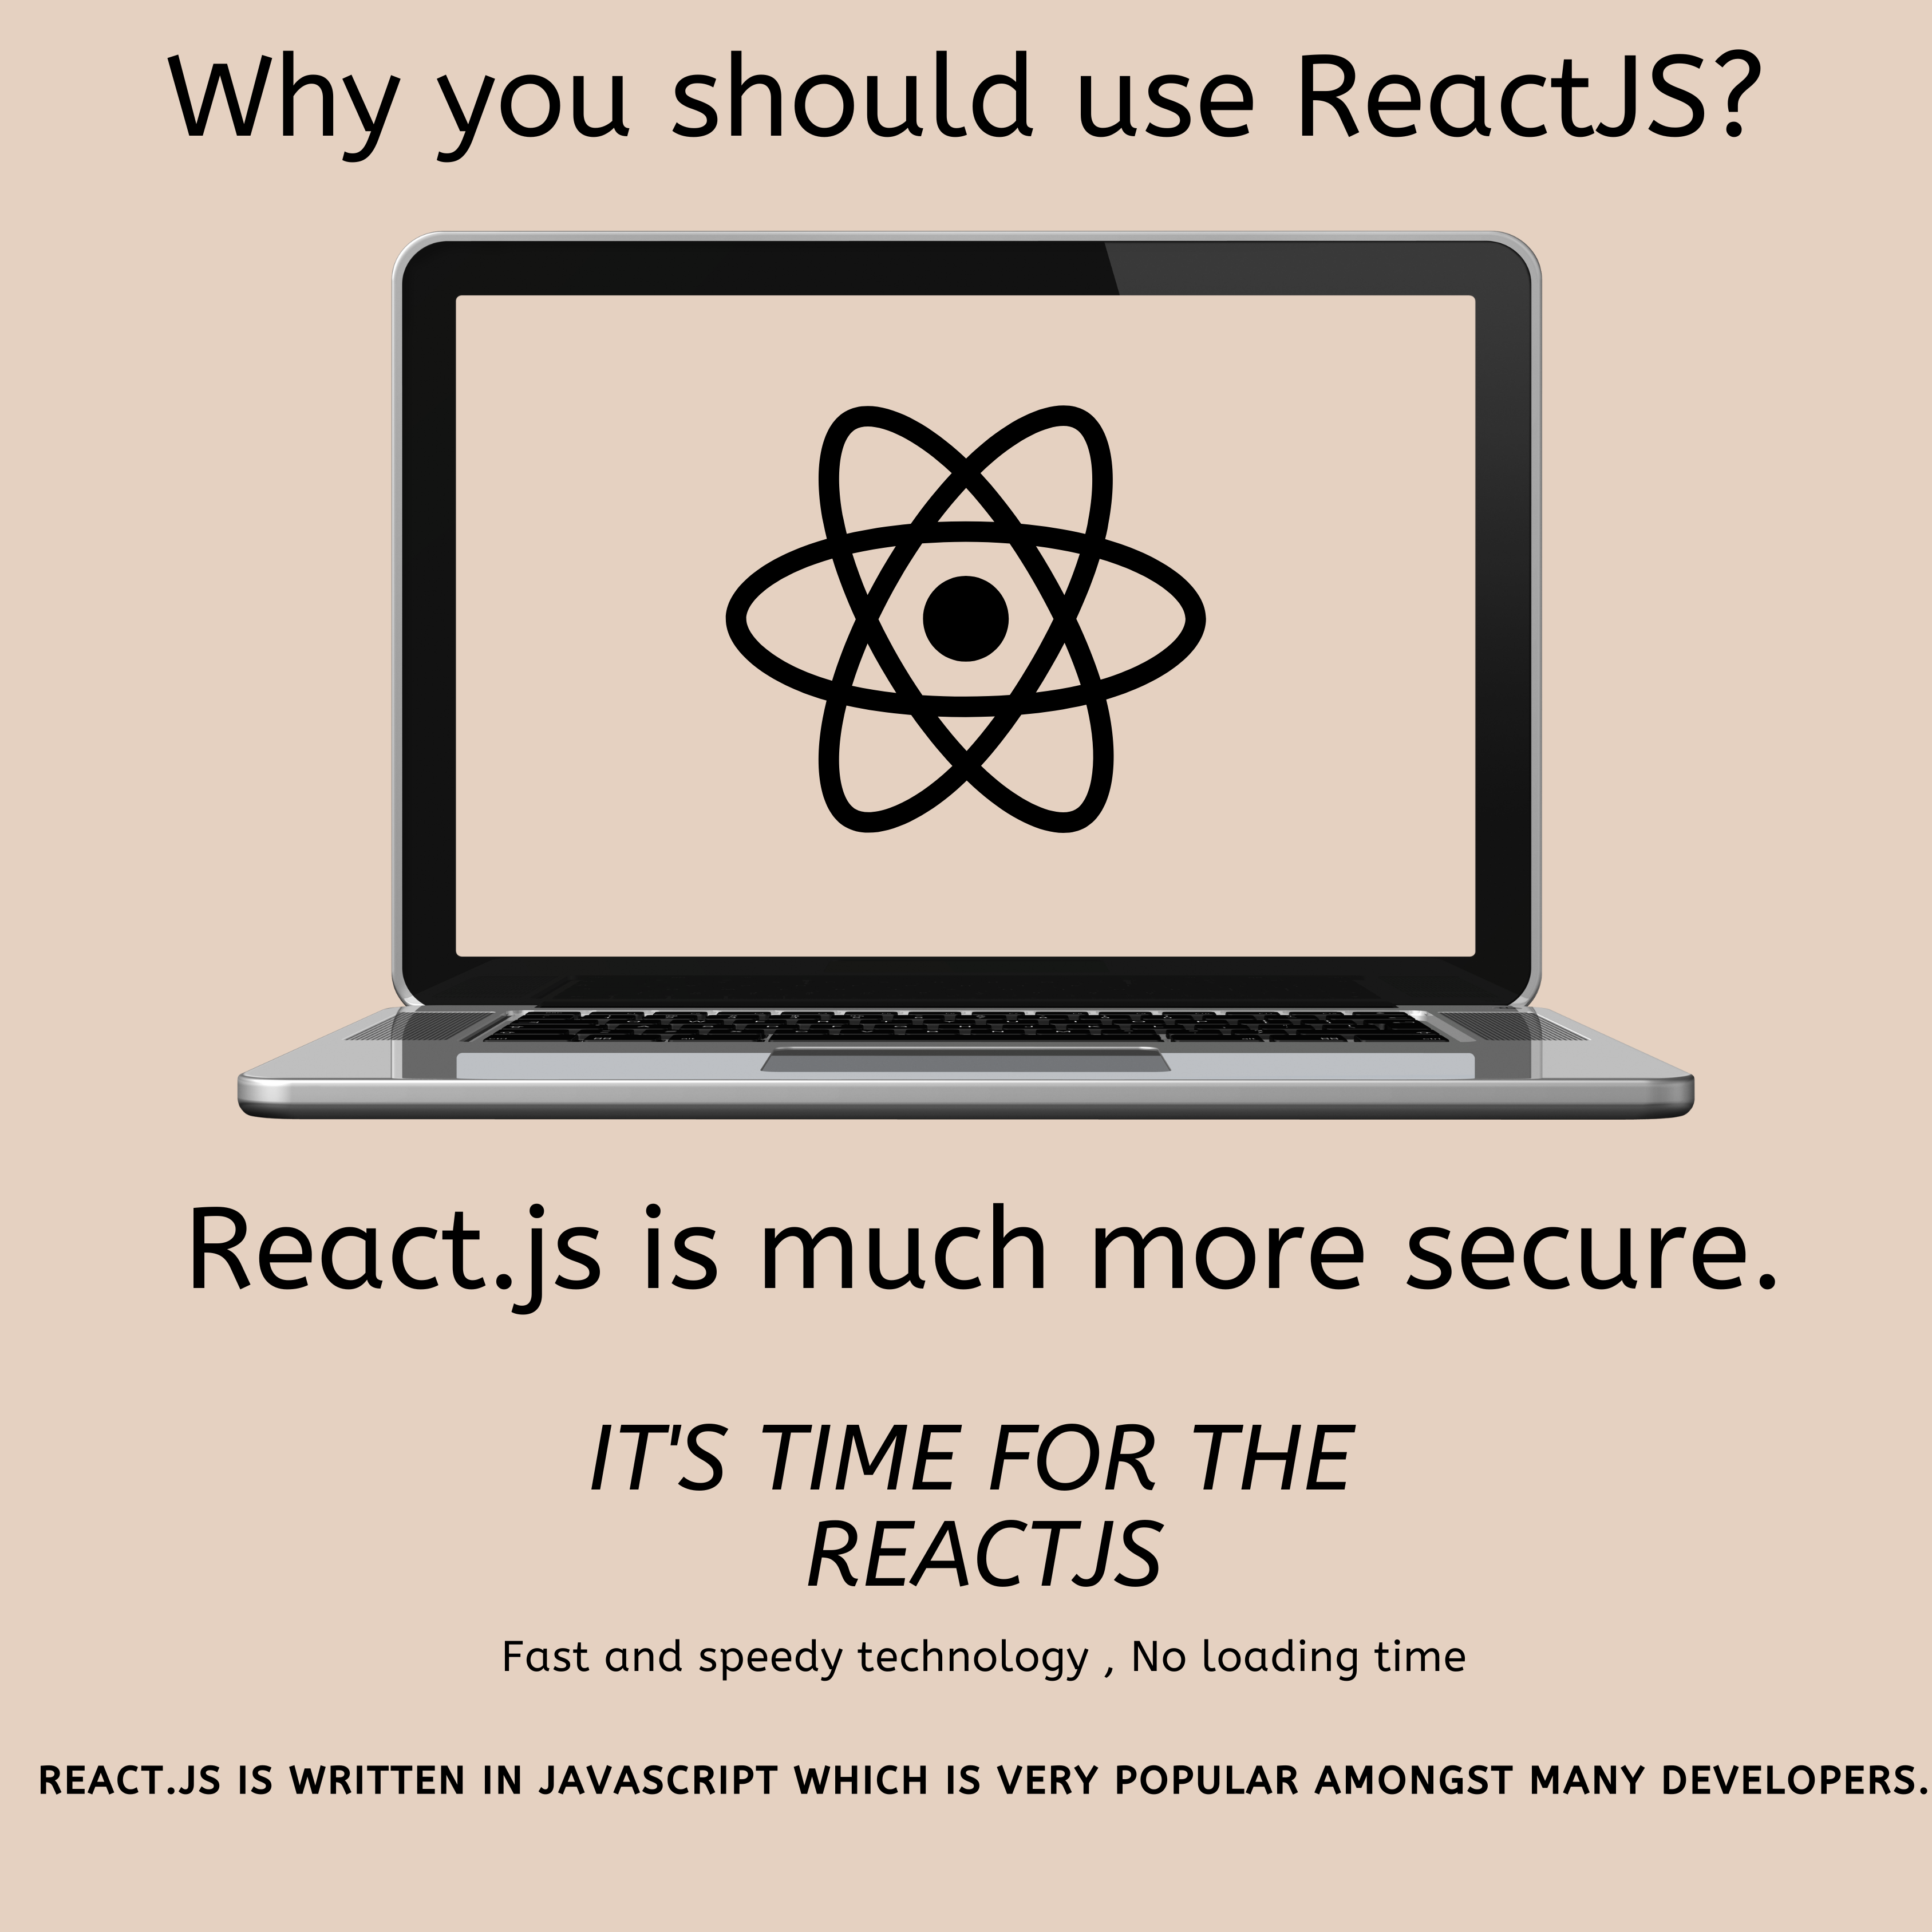 Why you should use ReactJS?
React.js is much more secure.
IT'S TIME FOR THE
REACTJS
Fast and speedy technology , No loading time
REACT.JS IS WRITTEN IN JAVASCRIPT WHICH IS VERY POPULAR AMONGST MANY DEVELOPERS.